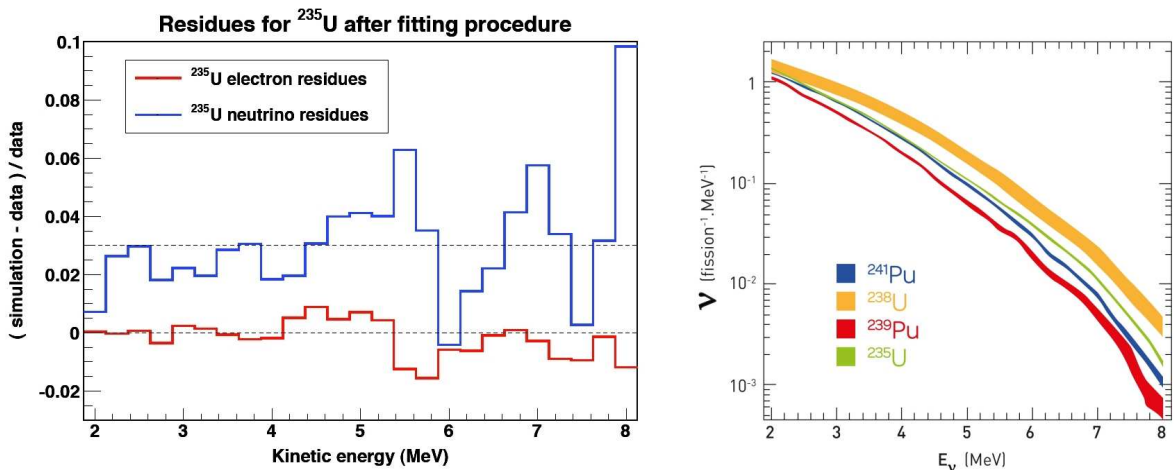 Residues for ²³⁵U after fitting procedure
( simulation - data ) / data
0.1
0.08
0.06
0.04
0.02
0
-0.02
²³⁵U electron residues
²³⁵U neutrino residues
2 3 4 5 6 7 8
Kinetic energy (MeV)
ν [fission⁻¹.MeV⁻¹]
1
10⁻¹
10⁻²
10⁻³
²⁴¹Pu
²³⁸U
²³⁹Pu
²³⁵U
2 3 4 5 6 7 8
Eᵥ [MeV]